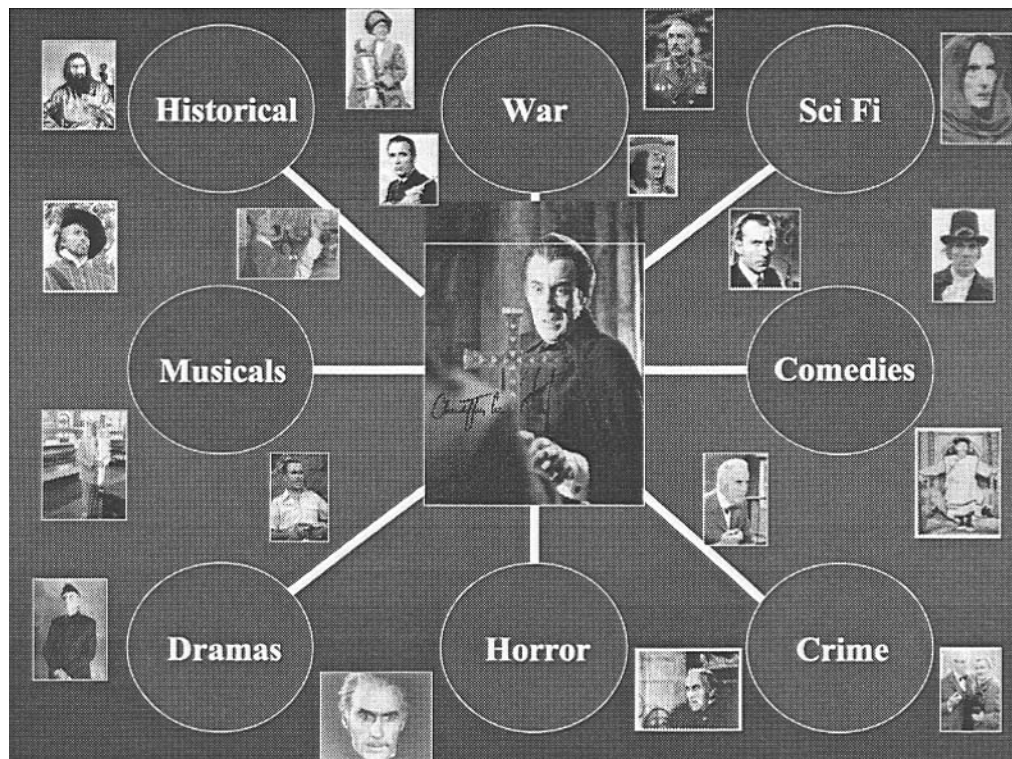 Historical
War
Sci Fi
Musicals
Comedies
Dramas
Horror
Crime